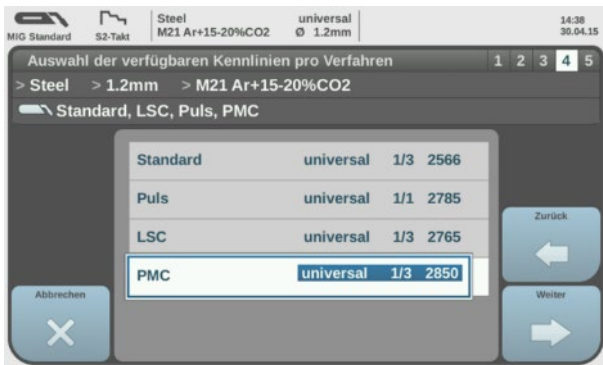 Steel universal 14:38
MIG Standard S2-Takt M21 Ar+15-20%CO2 Ø 1.2mm 30.04.15
Auswahl der verfügbaren Kennlinien pro Verfahren 1 2 3 4 5
> Steel > 1.2mm > M21 Ar+15-20%CO2
Standard, LSC, Puls, PMC
Standard universal 1/3 2566
Puls universal 1/1 2785
LSC universal 1/3 2765
PMC universal 1/3 2850
Zurück
Abbrechen
Weiter